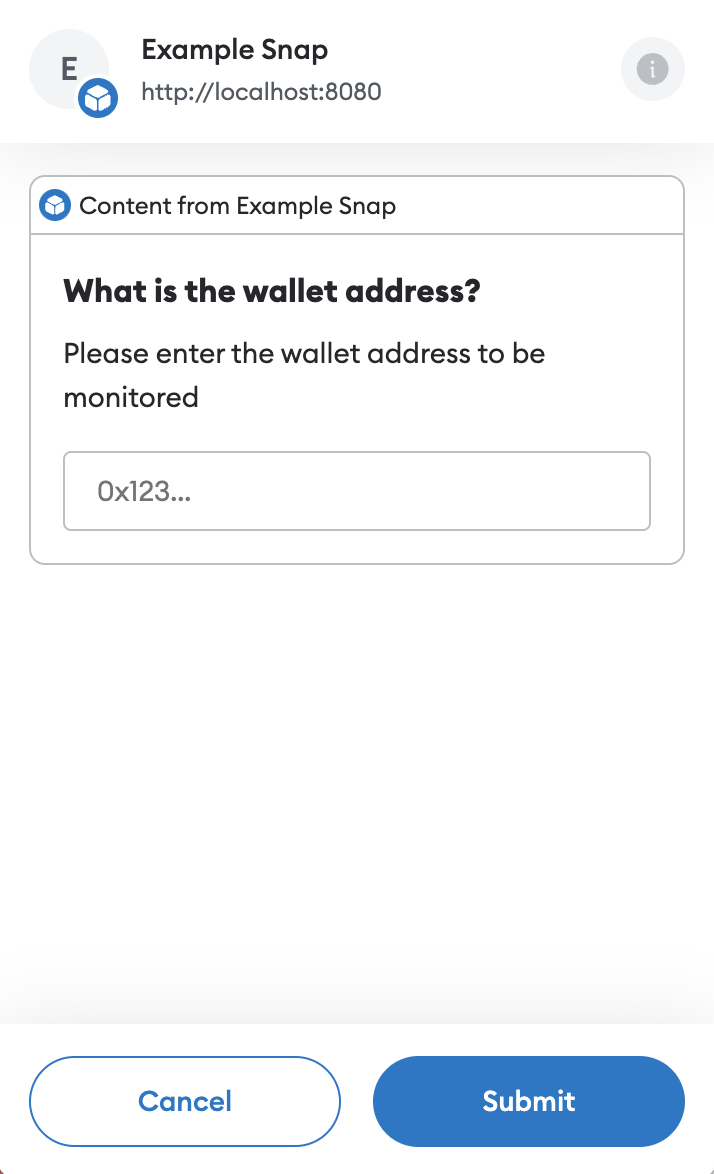 E
Example Snap
http://localhost:8080
i
Content from Example Snap
What is the wallet address?
Please enter the wallet address to be
monitored
0x123...
Cancel
Submit